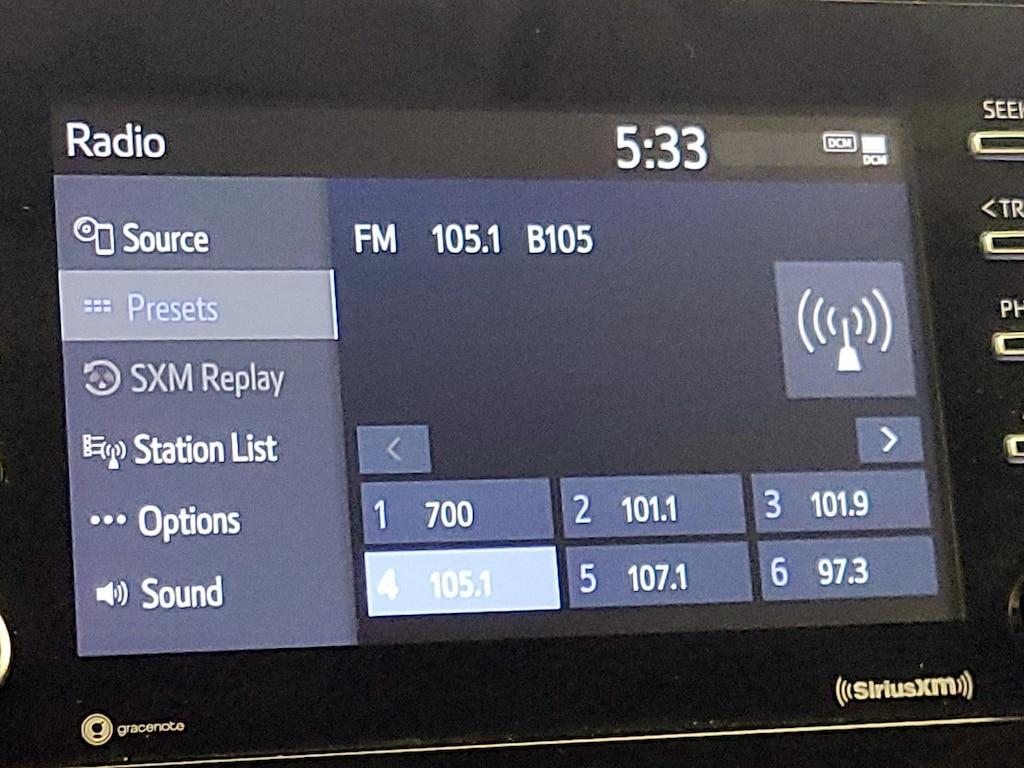 Radio 5:33 DCM DCM
Source
Presets
SXM Replay
Station List
Options
Sound
FM 105.1 B105
1 700 2 101.1 3 101.9
4 105.1 5 107.1 6 97.3
SEEK
<TR
PH
gracenote
((SiriusXM))